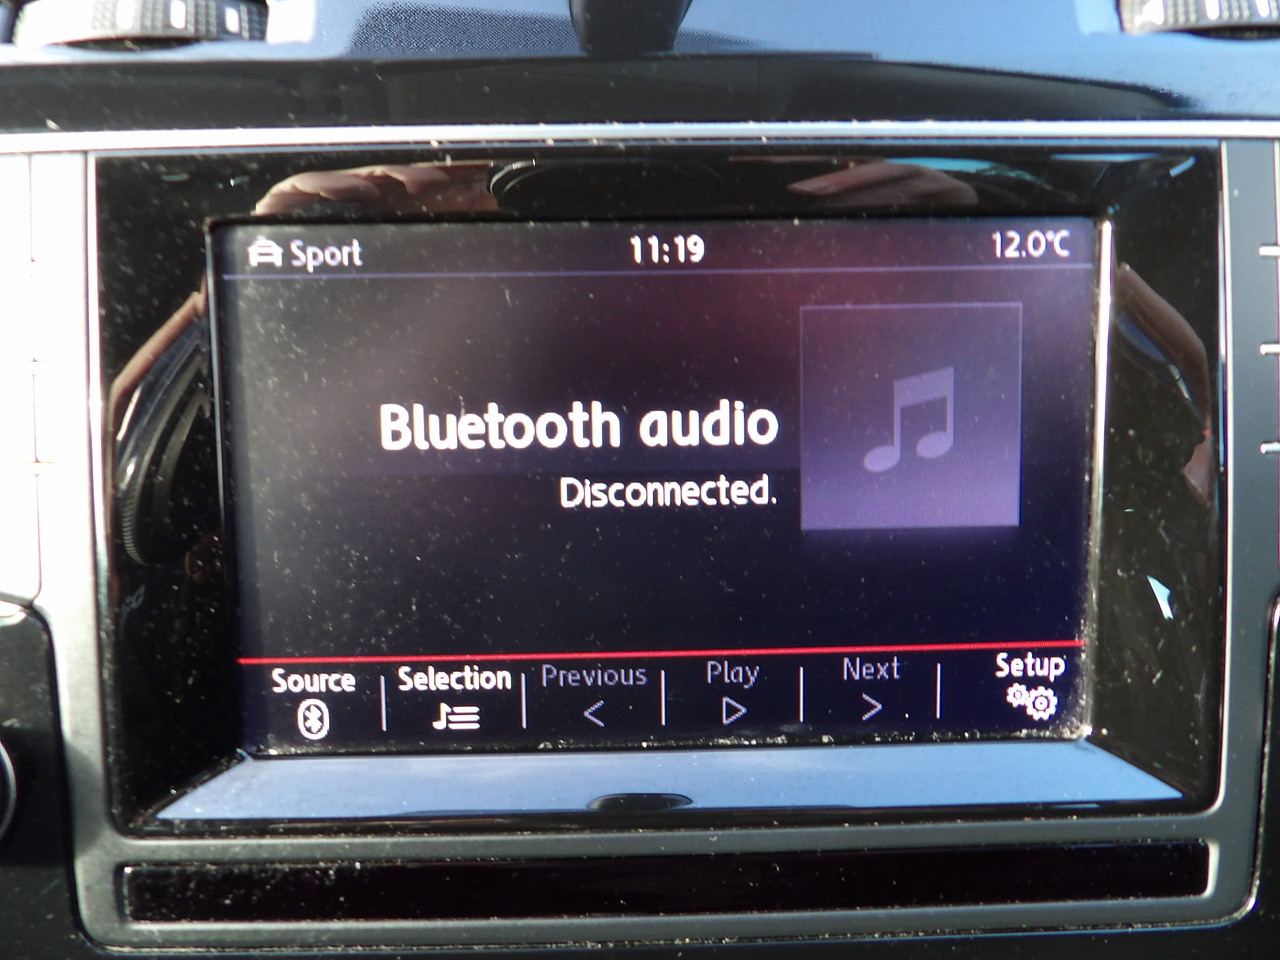 Sport 11:19 12.0°C
Bluetooth audio
Disconnected.
Source Selection Previous Play Next Setup